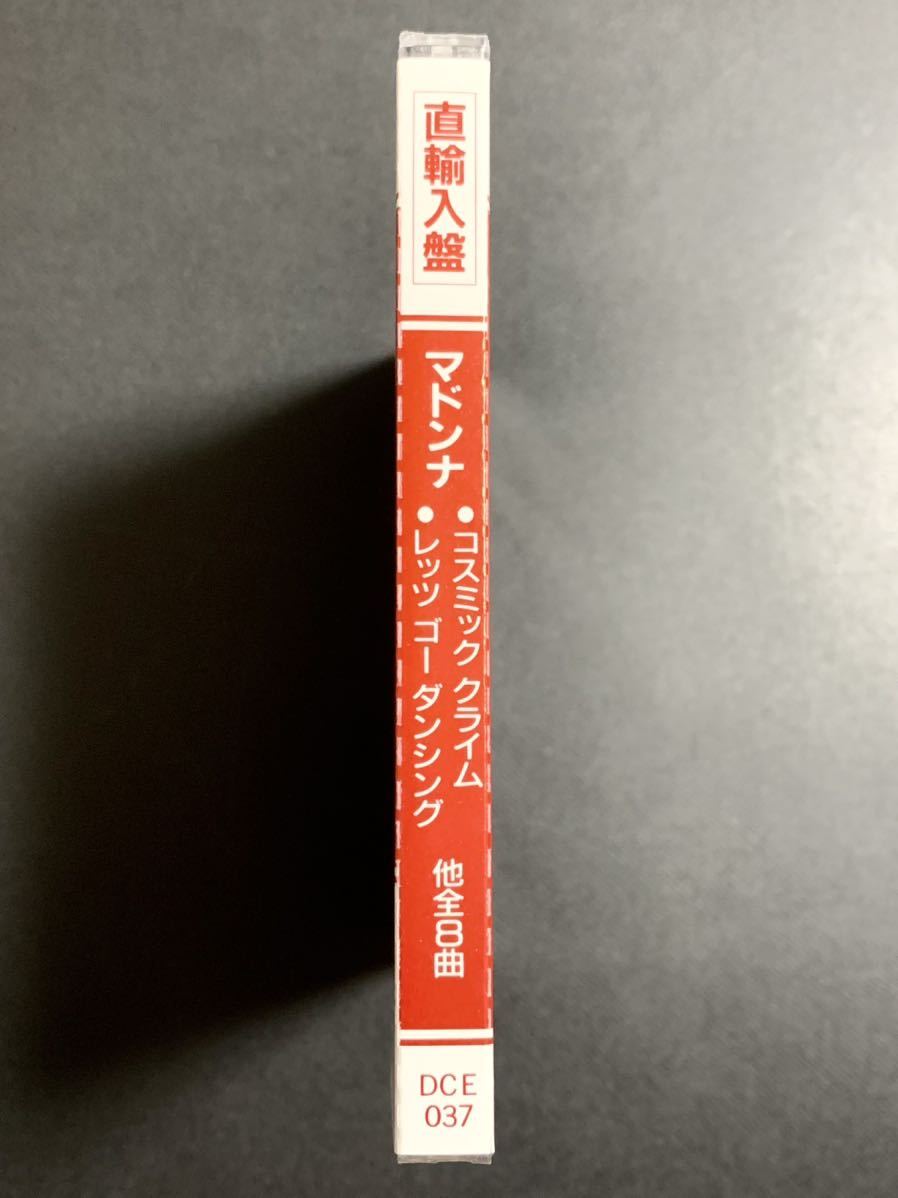 直輸入盤
マドンナ
●コスミック クライム
●レッツ ゴー ダンシング
他全8曲
DCE
037